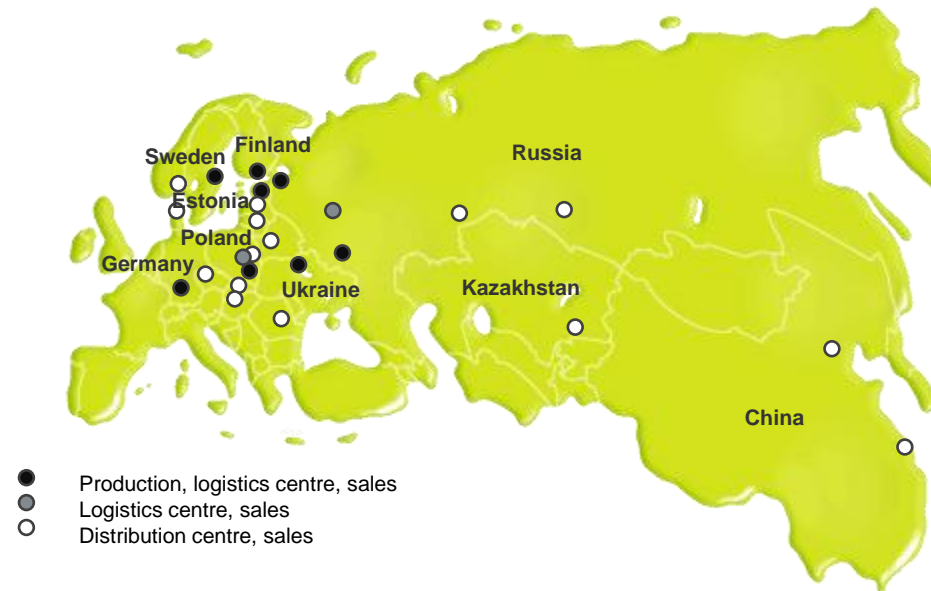 Finland
Sweden
Russia
Estonia
Poland
Germany
Ukraine
Kazakhstan
China
Production, logistics centre, sales
Logistics centre, sales
Distribution centre, sales